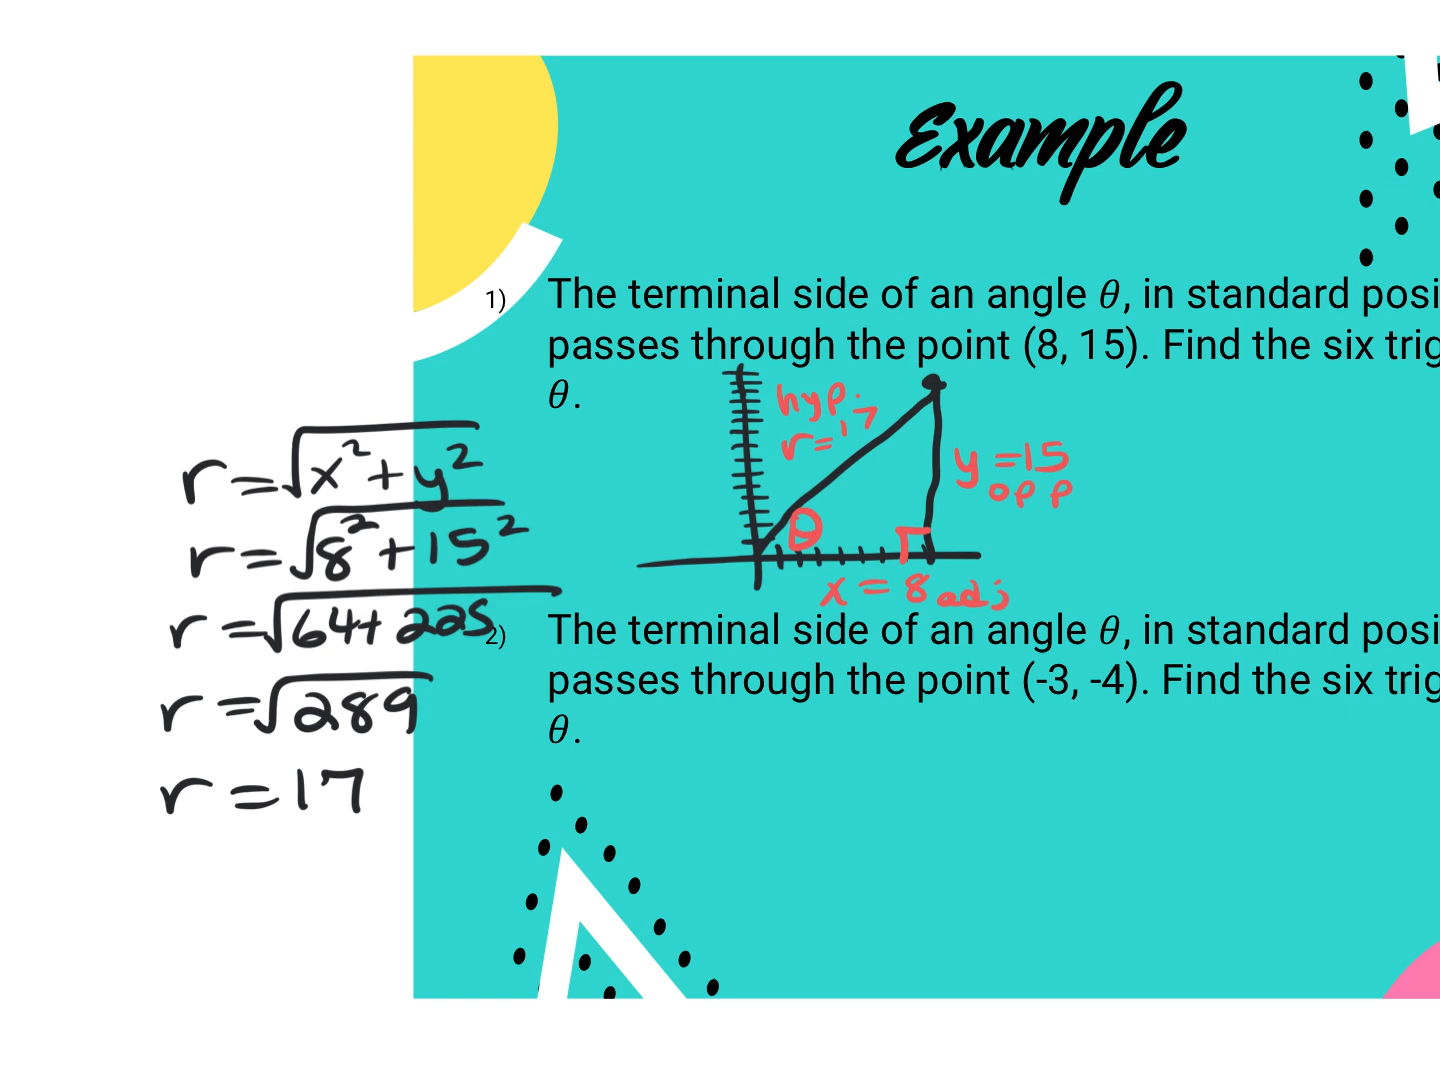 Example
1) The terminal side of an angle θ, in standard posi
passes through the point (8, 15). Find the six trig
θ.
hyp.
r=17
y=15
opp
θ
x=8 adj
r=√x²+y²
r=√8²+15²
r=√64+225
r=√289
r=17
2) The terminal side of an angle θ, in standard posi
passes through the point (-3, -4). Find the six trig
θ.